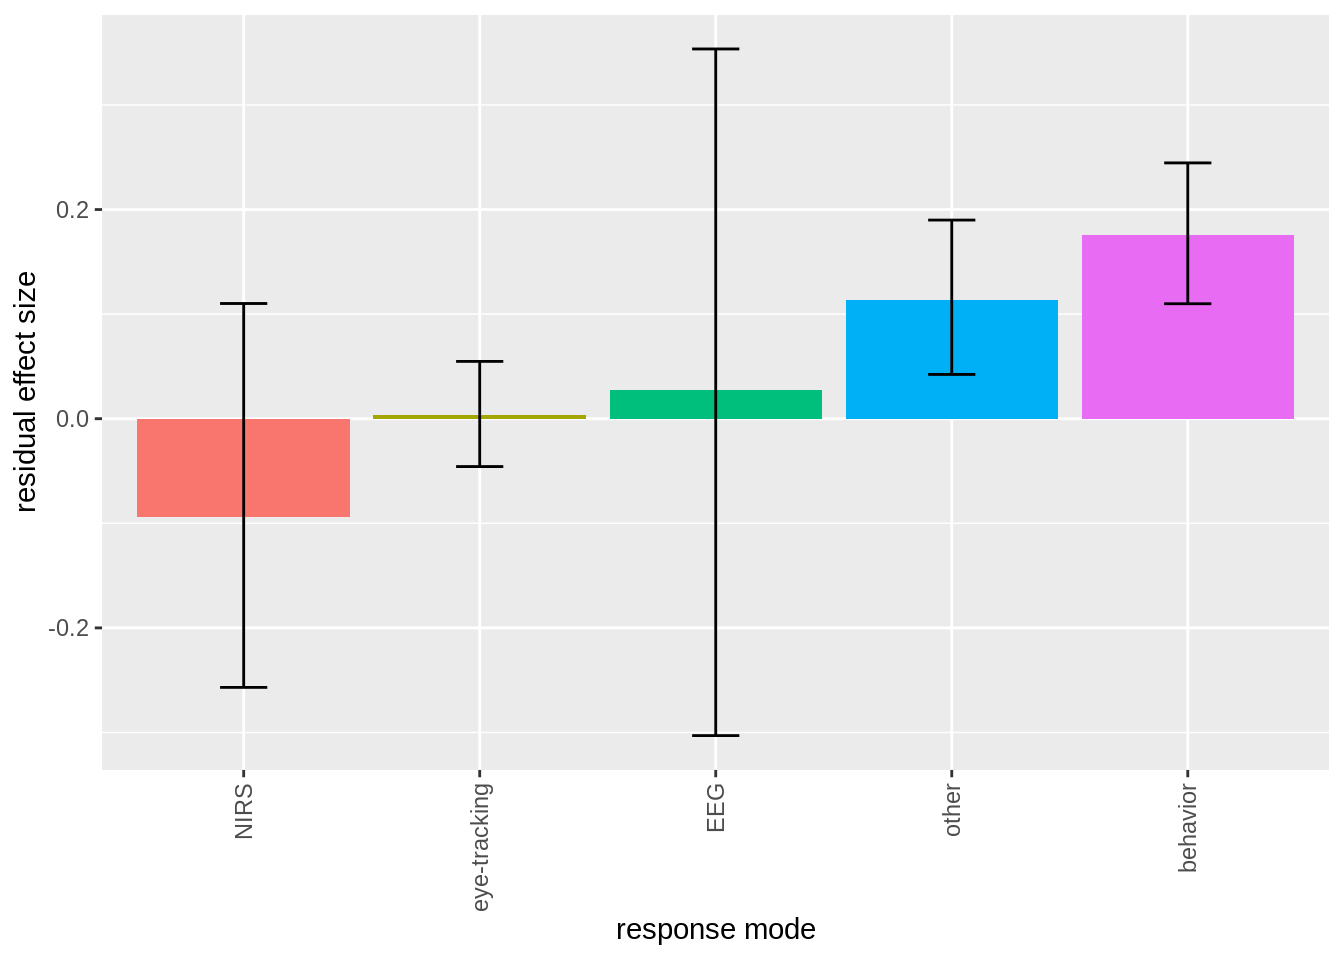 residual effect size
0.2
0.0
-0.2
NIRS
eye-tracking
EEG
other
behavior
response mode